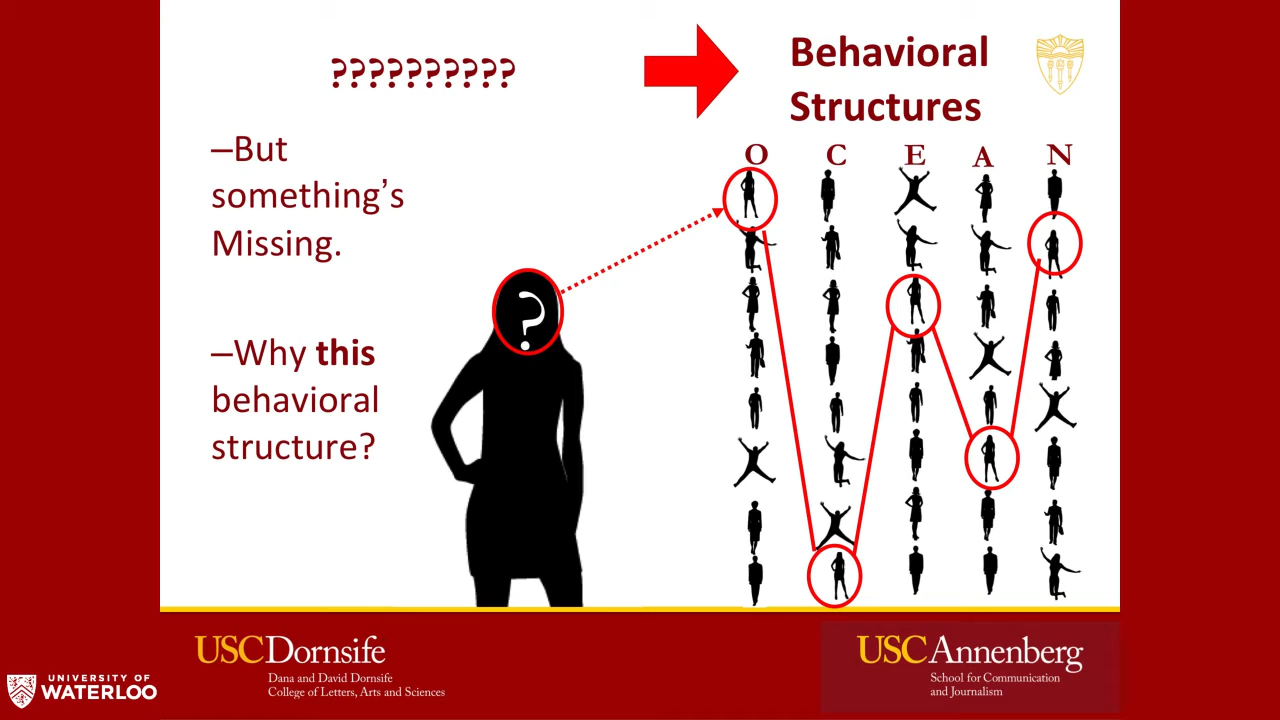 ??????????
Behavioral
Structures
–But
something’s
Missing.
–Why this
behavioral
structure?
O C E A N
?
USCDornsife
Dana and David Dornsife
College of Letters, Arts and Sciences
USCAnnenberg
School for Communication
and Journalism
UNIVERSITY OF
WATERLOO